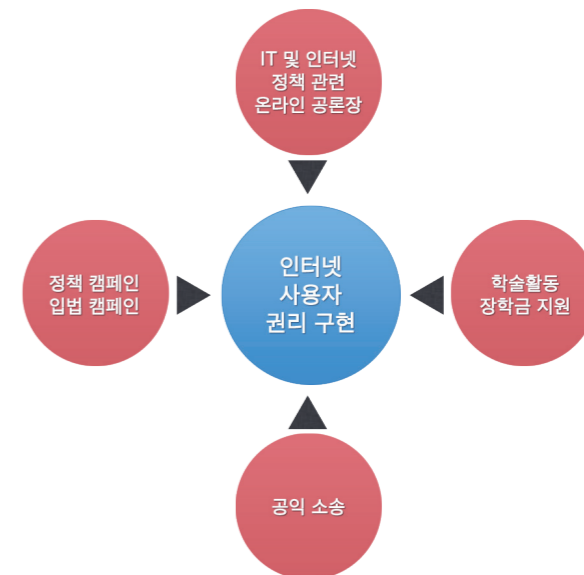 IT 및 인터넷
정책 관련
온라인 공론장
정책 캠페인
입법 캠페인
인터넷
사용자
권리 구현
학술활동
장학금 지원
공익 소송